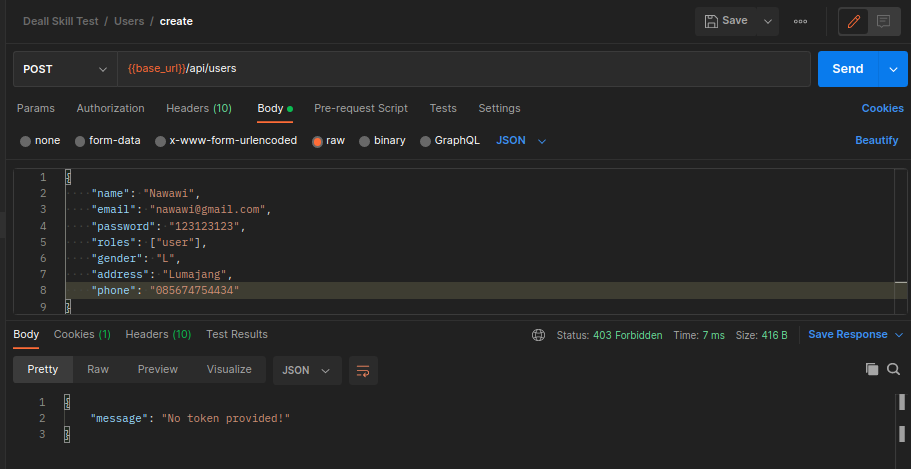 Deall Skill Test / Users / create
Save
POST {{base_url}}/api/users Send
Params Authorization Headers (10) Body Pre-request Script Tests Settings Cookies
none form-data x-www-form-urlencoded raw binary GraphQL JSON Beautify
1 {
2 "name": "Nawawi",
3 "email": "nawawi@gmail.com",
4 "password": "123123123",
5 "roles": ["user"],
6 "gender": "L",
7 "address": "Lumajang",
8 "phone": "085674754434"
9 }
Body Cookies (1) Headers (10) Test Results Status: 403 Forbidden Time: 7 ms Size: 416 B Save Response
Pretty Raw Preview Visualize JSON
1 {
2 "message": "No token provided!"
3 }